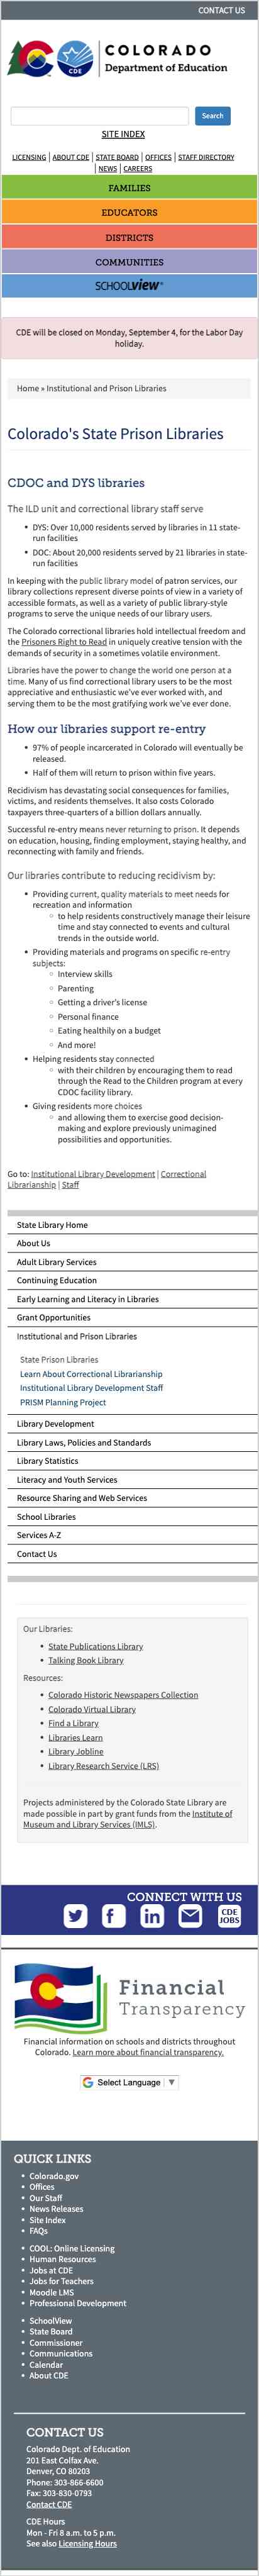 CONTACT US
COLORADO
Department of Education
CDE
Search
SITE INDEX
LICENSING | ABOUT CDE | STATE BOARD | OFFICES | STAFF DIRECTORY
| NEWS | CAREERS
FAMILIES
EDUCATORS
DISTRICTS
COMMUNITIES
SCHOOLVIEW®
CDE will be closed on Monday, September 4, for the Labor Day
holiday.
Home » Institutional and Prison Libraries
Colorado's State Prison Libraries
CDOC and DYS libraries
The ILD unit and correctional library staff serve
• DYS: Over 10,000 residents served by libraries in 11 state-
run facilities
• DOC: About 20,000 residents served by 21 libraries in state-
run facilities
In keeping with the public library model of patron services, our
library collections represent diverse points of view in a variety of
accessible formats, as well as a variety of public library-style
programs to serve the unique needs of our library users.
The Colorado correctional libraries hold intellectual freedom and
the Prisoners Right to Read in uniquely creative tension with the
demands of security in a sometimes volatile environment.
Libraries have the power to change the world one person at a
time. Many of us find correctional library users to be the most
appreciative and enthusiastic we've ever worked with, and
serving them to be the most gratifying work we've ever done.
How our libraries support re-entry
• 97% of people incarcerated in Colorado will eventually be
released.
• Half of them will return to prison within five years.
Recidivism has devastating social consequences for families,
victims, and residents themselves. It also costs Colorado
taxpayers three-quarters of a billion dollars annually.
Successful re-entry means never returning to prison. It depends
on education, housing, finding employment, staying healthy, and
reconnecting with family and friends.
Our libraries contribute to reducing recidivism by:
• Providing current, quality materials to meet needs for
recreation and information
◦ to help residents constructively manage their leisure
time and stay connected to events and cultural
trends in the outside world.
• Providing materials and programs on specific re-entry
subjects:
◦ Interview skills
◦ Parenting
◦ Getting a driver's license
◦ Personal finance
◦ Eating healthily on a budget
◦ And more!
• Helping residents stay connected
◦ with their children by encouraging them to read
through the Read to the Children program at every
CDOC facility library.
• Giving residents more choices
◦ and allowing them to exercise good decision-
making and explore previously unimagined
possibilities and opportunities.
Go to: Institutional Library Development | Correctional
Librarianship | Staff
State Library Home
About Us
Adult Library Services
Continuing Education
Early Learning and Literacy in Libraries
Grant Opportunities
Institutional and Prison Libraries
State Prison Libraries
Learn About Correctional Librarianship
Institutional Library Development Staff
PRISM Planning Project
Library Development
Library Laws, Policies and Standards
Library Statistics
Literacy and Youth Services
Resource Sharing and Web Services
School Libraries
Services A-Z
Contact Us
Our Libraries:
• State Publications Library
• Talking Book Library
Resources:
• Colorado Historic Newspapers Collection
• Colorado Virtual Library
• Find a Library
• Libraries Learn
• Library Jobline
• Library Research Service (LRS)
Projects administered by the Colorado State Library are
made possible in part by grant funds from the Institute of
Museum and Library Services (IMLS).
CONNECT WITH US
CDE
JOBS
Financial
Transparency
Financial information on schools and districts throughout
Colorado. Learn more about financial transparency.
Select Language | ▼
QUICK LINKS
• Colorado.gov
• Offices
• Our Staff
• News Releases
• Site Index
• FAQs
• COOL: Online Licensing
• Human Resources
• Jobs at CDE
• Jobs for Teachers
• Moodle LMS
• Professional Development
• SchoolView
• State Board
• Commissioner
• Communications
• Calendar
• About CDE
CONTACT US
Colorado Dept. of Education
201 East Colfax Ave.
Denver, CO 80203
Phone: 303-866-6600
Fax: 303-830-0793
Contact CDE
CDE Hours
Mon - Fri 8 a.m. to 5 p.m.
See also Licensing Hours